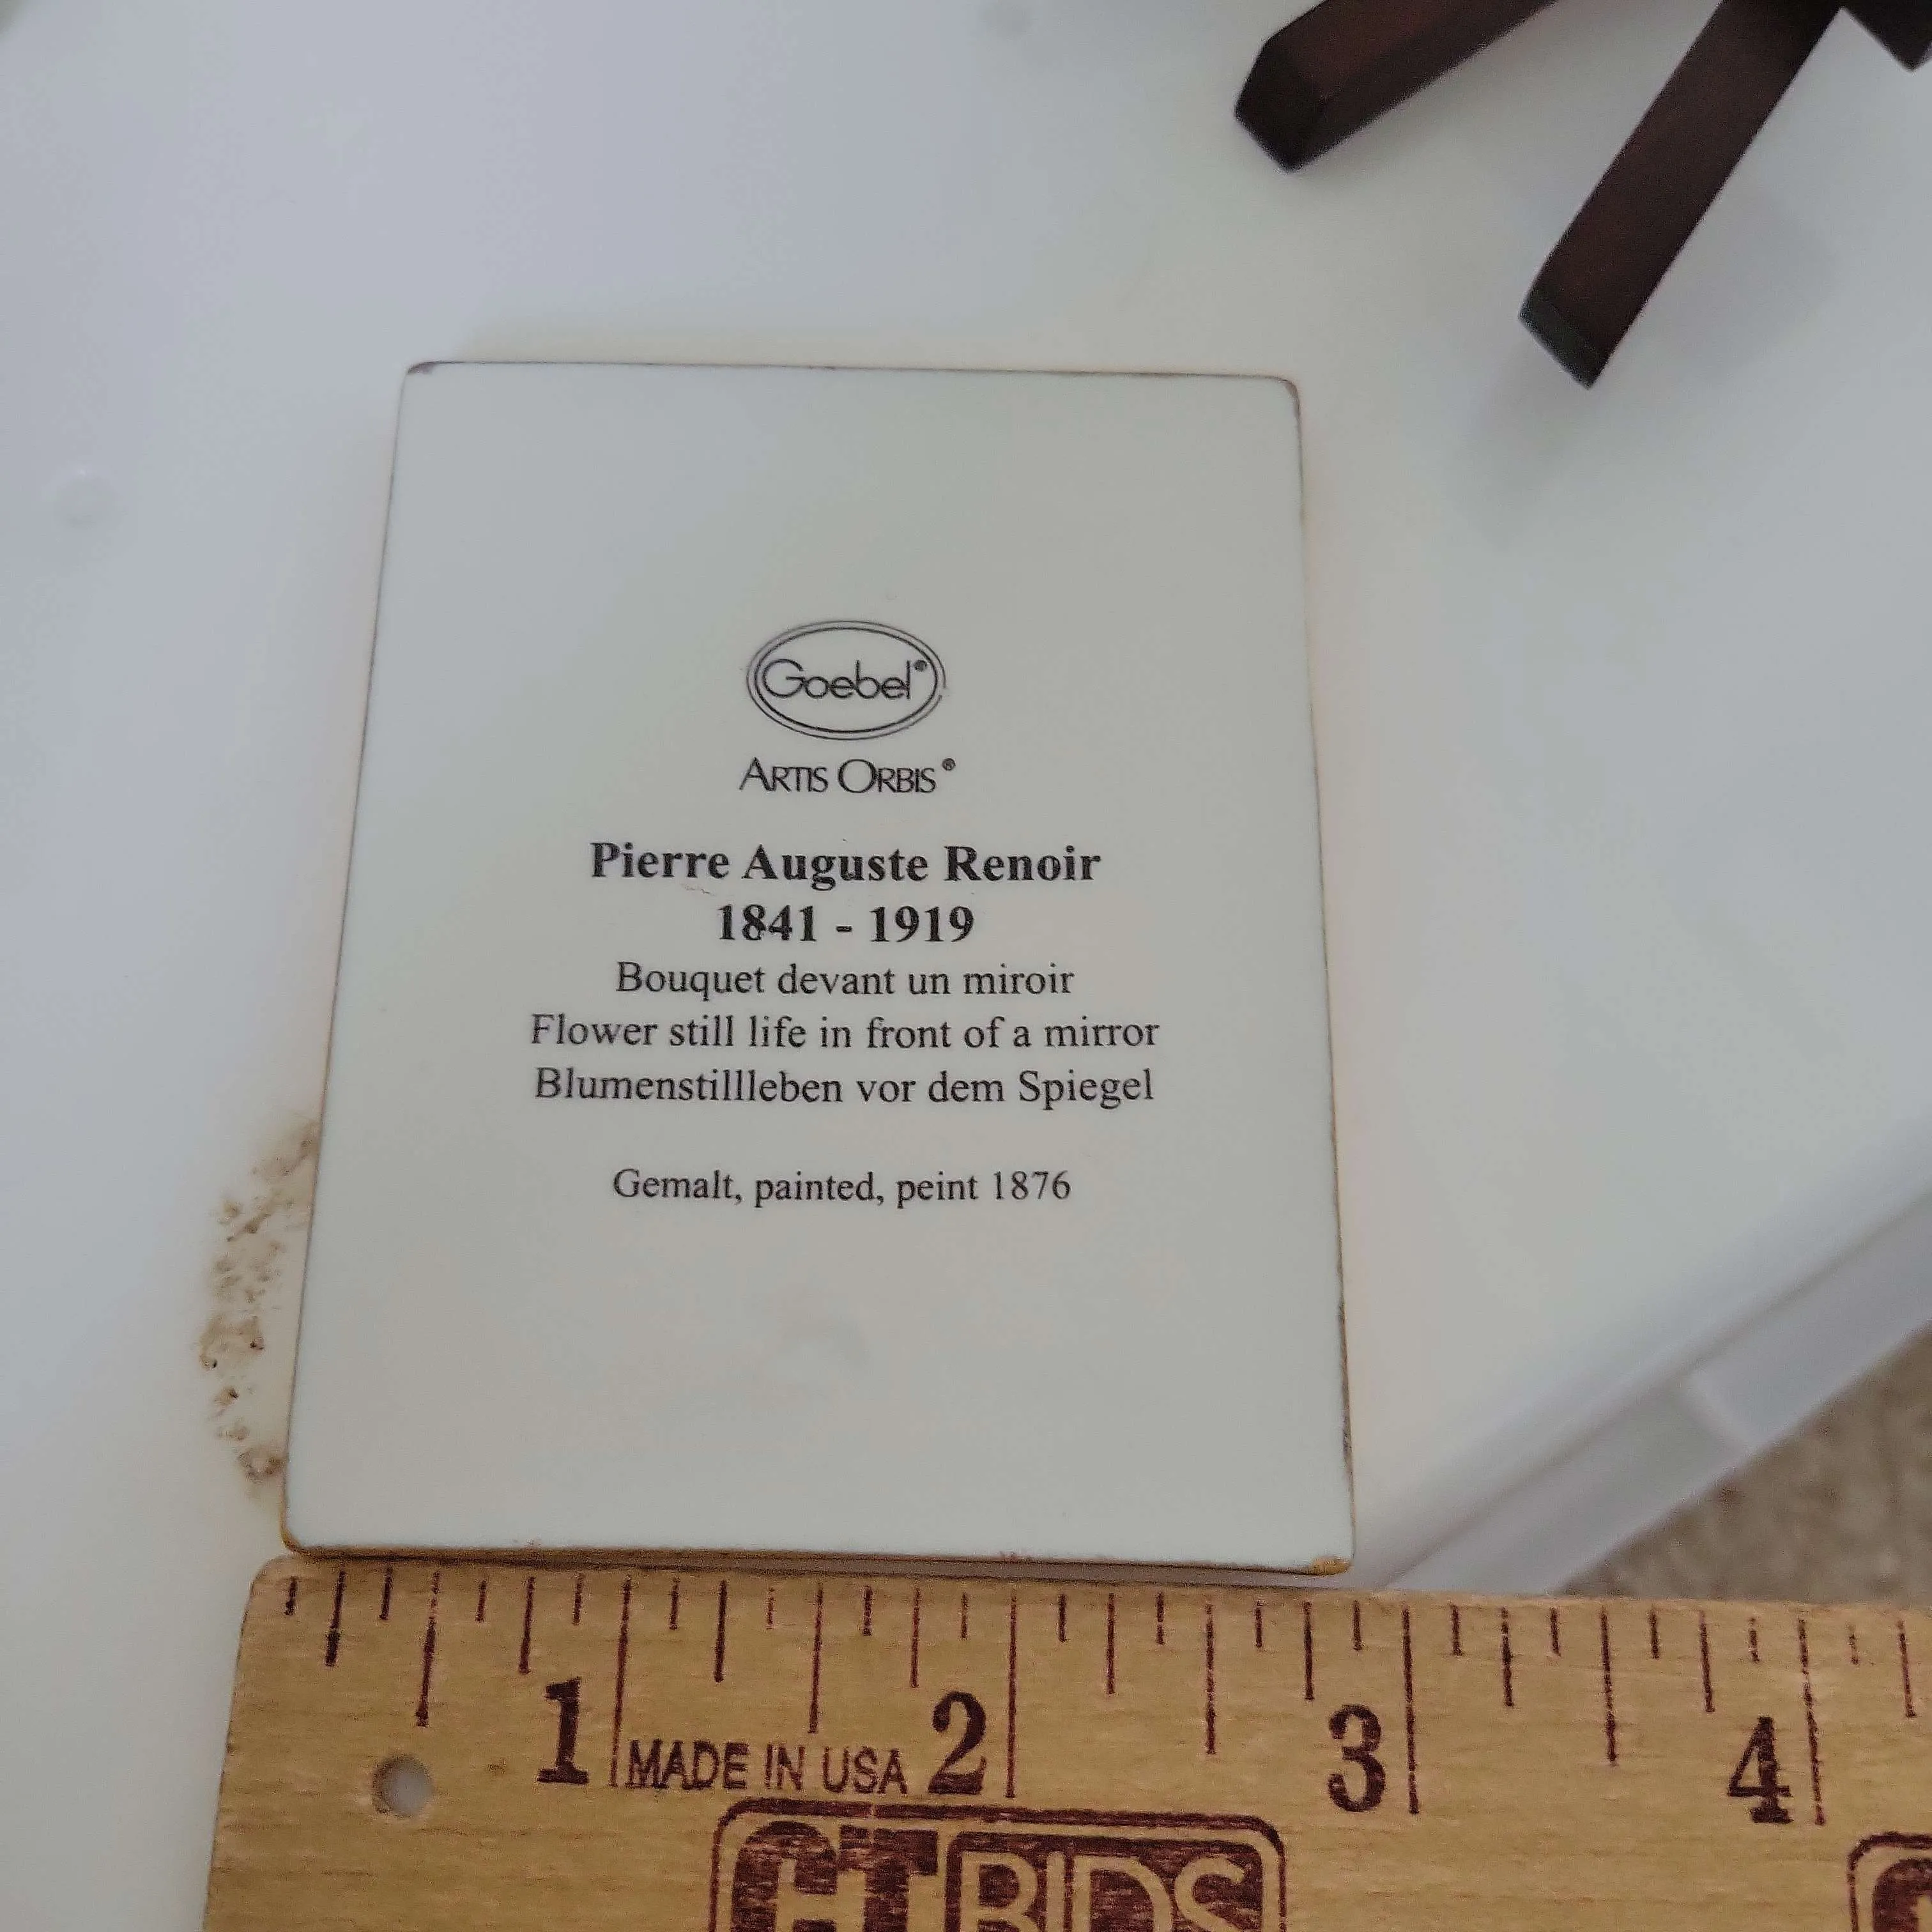 Goebel®
ARTIS ORBIS®
Pierre Auguste Renoir
1841 - 1919
Bouquet devant un miroir
Flower still life in front of a mirror
Blumenstillleben vor dem Spiegel
Gemalt, painted, peint 1876
1 2 3 4
MADE IN USA
CTBIDS